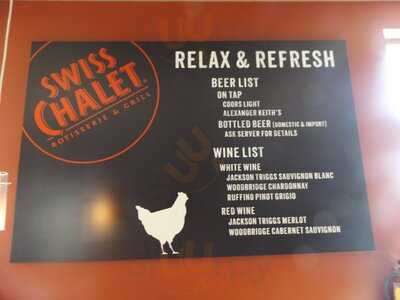 SWISS
CHALET®
ROTISSERIE & GRILL
RELAX & REFRESH
BEER LIST
ON TAP
COORS LIGHT
ALEXANDER KEITH'S
BOTTLED BEER (DOMESTIC & IMPORT)
ASK SERVER FOR DETAILS
WINE LIST
WHITE WINE
JACKSON TRIGGS SAUVIGNON BLANC
WOODBRIDGE CHARDONNAY
RUFFINO PINOT GRIGIO
RED WINE
JACKSON TRIGGS MERLOT
WOODBRIDGE CABERNET SAUVIGNON